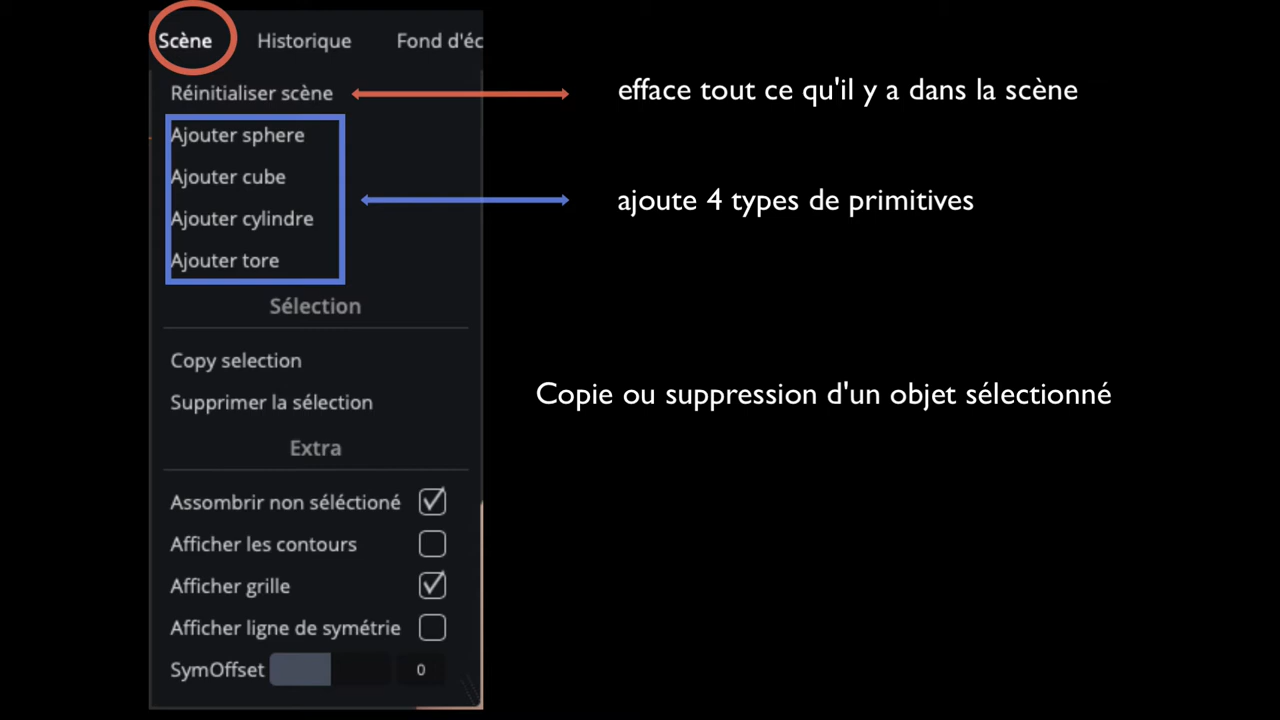 Scène Historique Fond d'éc
Réinitialiser scène efface tout ce qu'il y a dans la scène
Ajouter sphere
Ajouter cube
ajoute 4 types de primitives
Ajouter cylindre
Ajouter tore
Sélection
Copy selection
Copie ou suppression d'un objet sélectionné
Supprimer la sélection
Extra
Assombrir non séléctioné
Afficher les contours
Afficher grille
Afficher ligne de symétrie
SymOffset 0